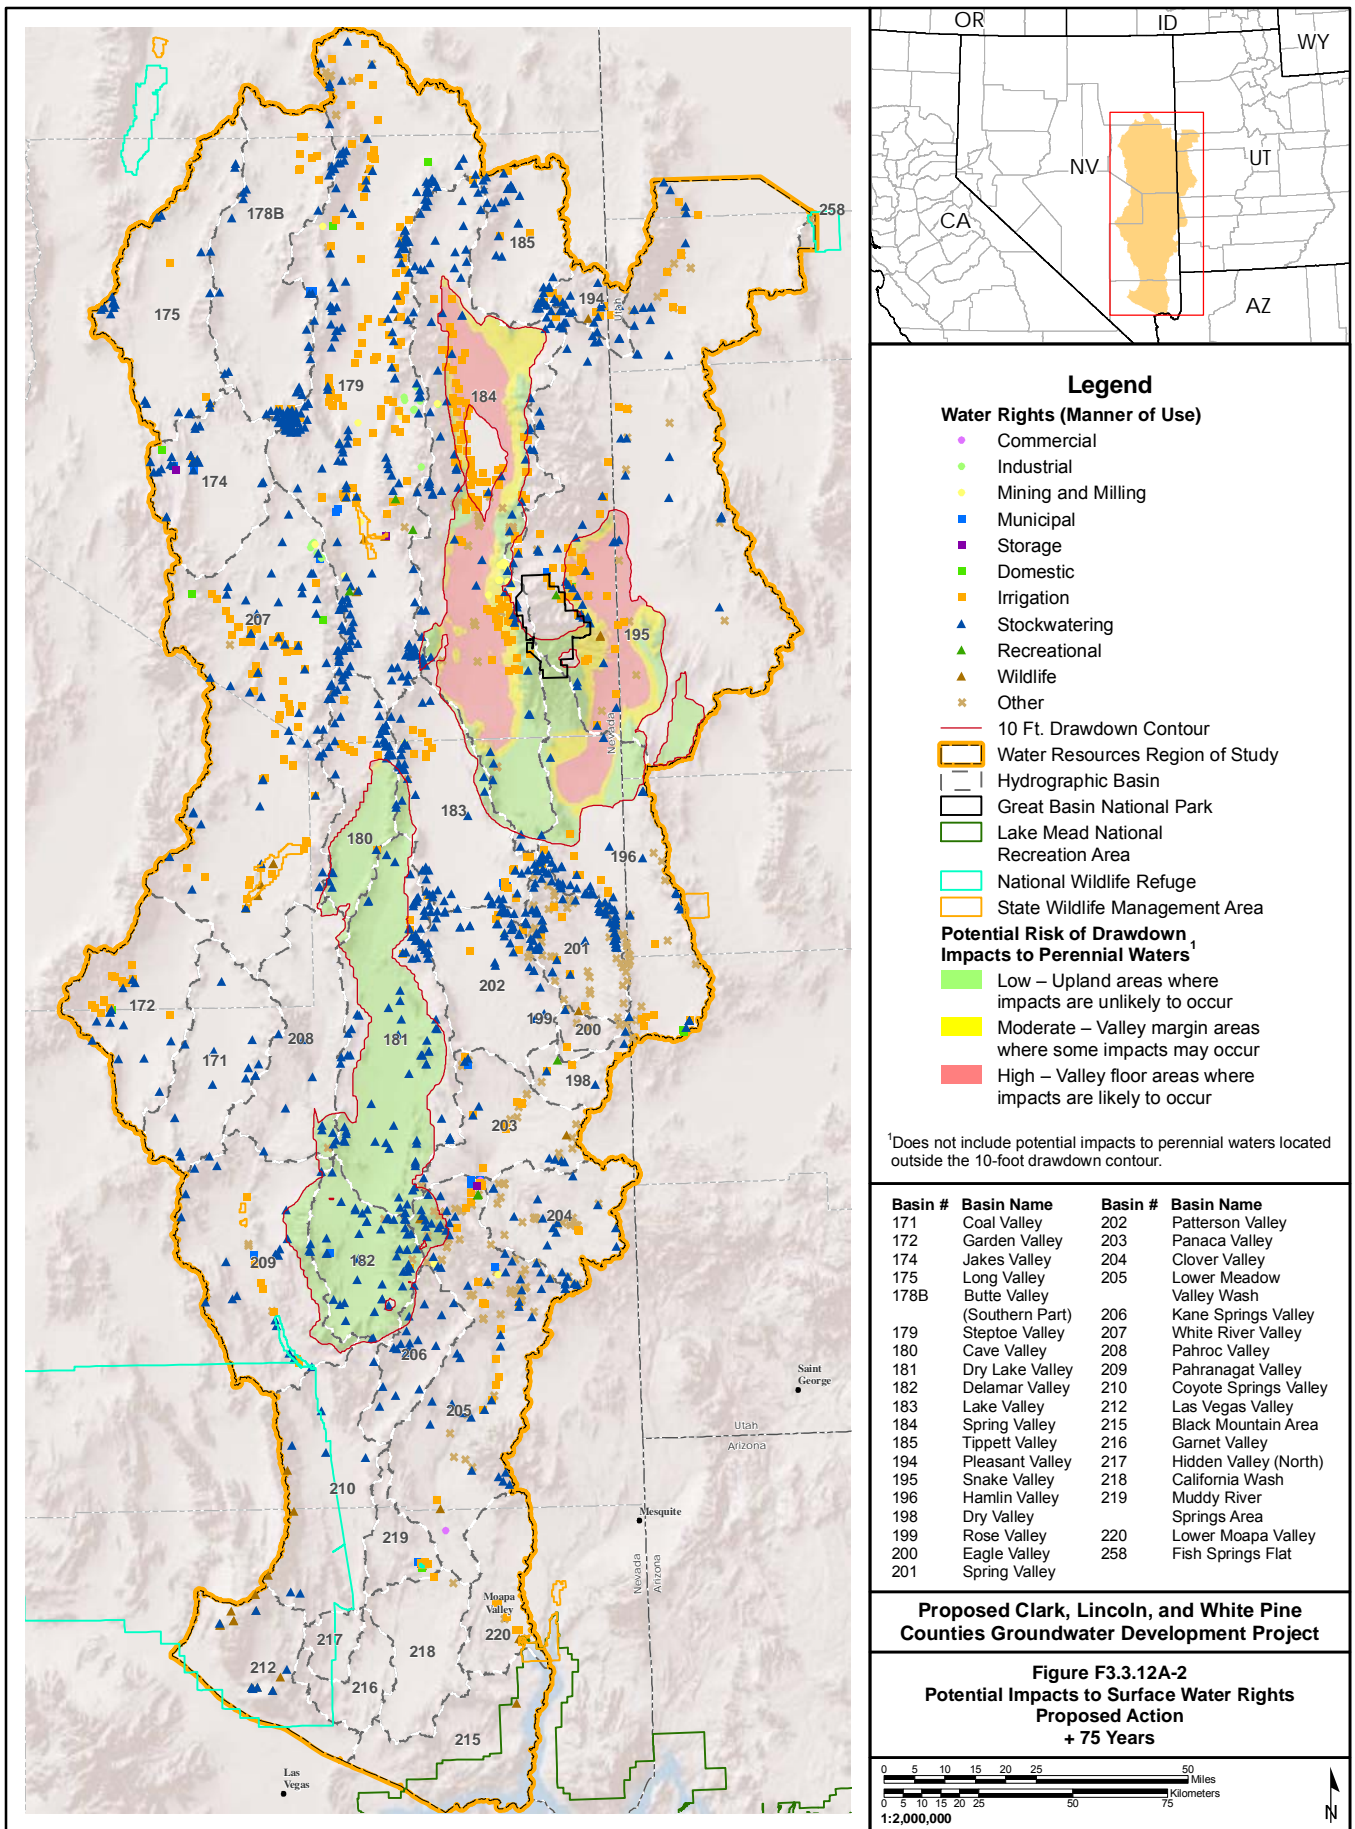 OR
ID
WY
NV
UT
CA
AZ
258
178B
185
194
Utah
175
179
184
174
207
195
Nevada
183
180
196
201
202
172
199
200
208
181
171
198
203
204
209
182
206
Saint
George
205
Utah
Arizona
210
Mesquite
219
Nevada
Arizona
Moapa
Valley
220
217
218
212
216
215
Las
Vegas
Legend
Water Rights (Manner of Use)
Commercial
Industrial
Mining and Milling
Municipal
Storage
Domestic
Irrigation
Stockwatering
Recreational
Wildlife
Other
10 Ft. Drawdown Contour
Water Resources Region of Study
Hydrographic Basin
Great Basin National Park
Lake Mead National
Recreation Area
National Wildlife Refuge
State Wildlife Management Area
Potential Risk of Drawdown
Impacts to Perennial Waters1
Low – Upland areas where
impacts are unlikely to occur
Moderate – Valley margin areas
where some impacts may occur
High – Valley floor areas where
impacts are likely to occur
1Does not include potential impacts to perennial waters located
outside the 10-foot drawdown contour.
Basin # Basin Name Basin # Basin Name
171 Coal Valley 202 Patterson Valley
172 Garden Valley 203 Panaca Valley
174 Jakes Valley 204 Clover Valley
175 Long Valley 205 Lower Meadow
178B Butte Valley Valley Wash
(Southern Part) 206 Kane Springs Valley
179 Steptoe Valley 207 White River Valley
180 Cave Valley 208 Pahroc Valley
181 Dry Lake Valley 209 Pahranagat Valley
182 Delamar Valley 210 Coyote Springs Valley
183 Lake Valley 212 Las Vegas Valley
184 Spring Valley 215 Black Mountain Area
185 Tippett Valley 216 Garnet Valley
194 Pleasant Valley 217 Hidden Valley (North)
195 Snake Valley 218 California Wash
196 Hamlin Valley 219 Muddy River
198 Dry Valley Springs Area
199 Rose Valley 220 Lower Moapa Valley
200 Eagle Valley 258 Fish Springs Flat
201 Spring Valley
Proposed Clark, Lincoln, and White Pine
Counties Groundwater Development Project
Figure F3.3.12A-2
Potential Impacts to Surface Water Rights
Proposed Action
+ 75 Years
0 5 10 15 20 25 50
Miles
Kilometers
0 5 10 15 20 25 50 75
1:2,000,000
N